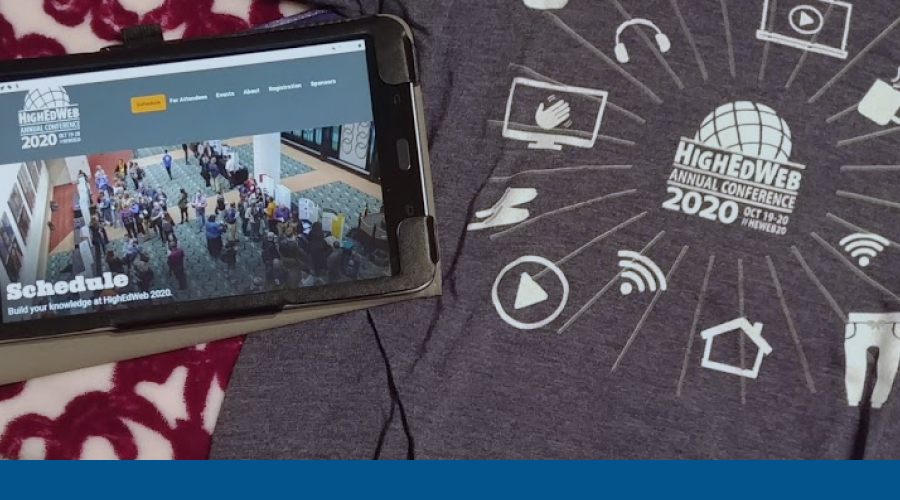 Schedule For Attendees Events About Registration Sponsors
HIGHEDWEB
ANNUAL CONFERENCE
2020 OCT 19-20
#HEWEB20
Schedule
Build your knowledge at HighEdWeb 2020.
HIGHEDWEB
ANNUAL CONFERENCE
2020 OCT 19-20
//HEWEB20